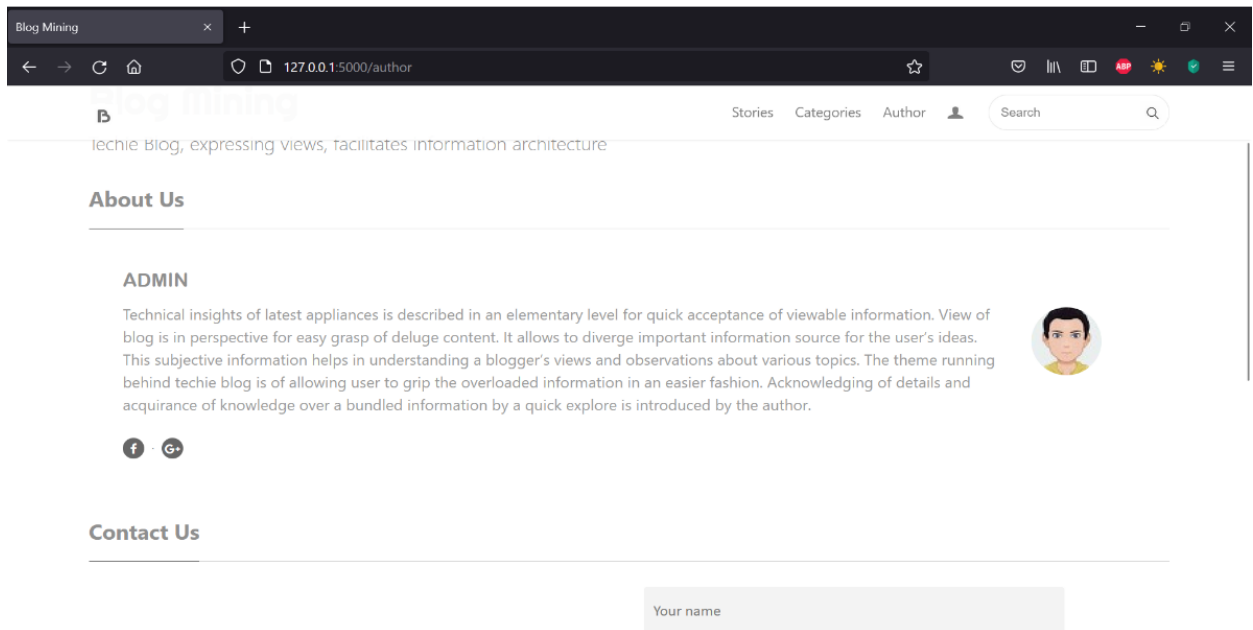 Blog Mining
127.0.0.1:5000/author
ABP
Blog Mining
B
Stories Categories Author Search
Techie Blog, expressing views, facilitates information architecture
About Us
ADMIN
Technical insights of latest appliances is described in an elementary level for quick acceptance of viewable information. View of
blog is in perspective for easy grasp of deluge content. It allows to diverge important information source for the user's ideas.
This subjective information helps in understanding a blogger's views and observations about various topics. The theme running
behind techie blog is of allowing user to grip the overloaded information in an easier fashion. Acknowledging of details and
acquirance of knowledge over a bundled information by a quick explore is introduced by the author.
f - G+
Contact Us
Your name